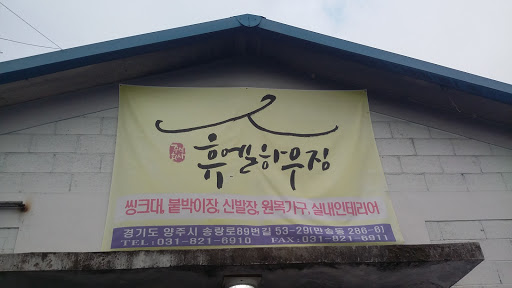 휴엘하우징
씽크대, 붙박이장, 신발장, 원목가구, 실내인테리어
경기도 양주시 송랑로89번길 53-29(만송동 286-6)
TEL:031-821-6910 FAX:031-821-6911